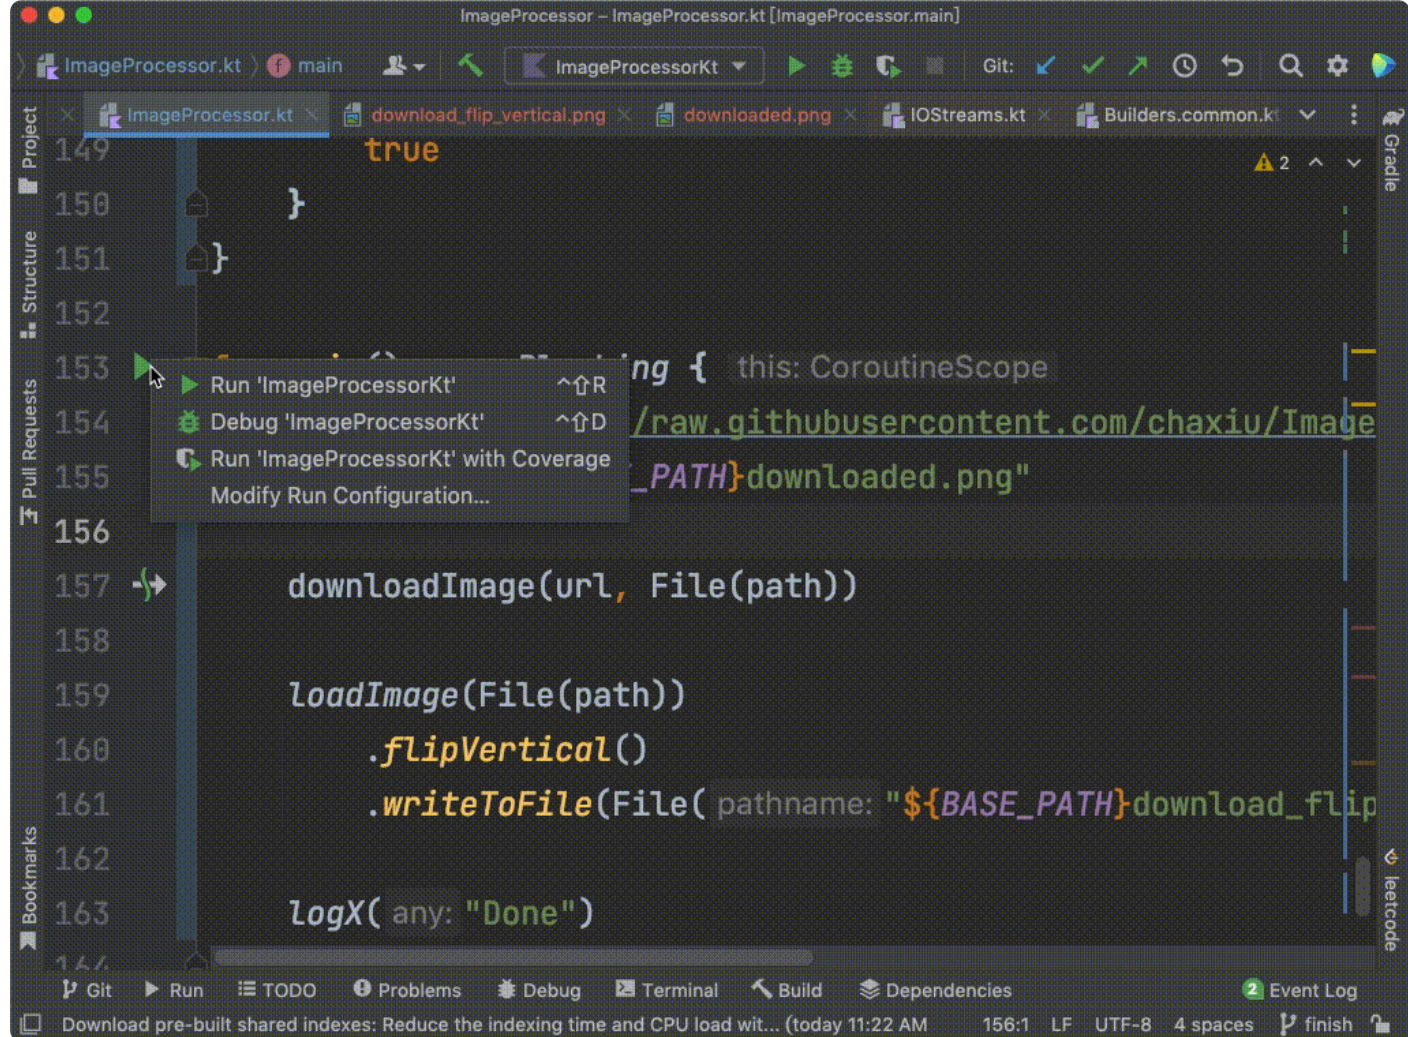 ImageProcessor – ImageProcessor.kt [ImageProcessor.main]
ImageProcessor.kt f main ImageProcessorKt Git:
ImageProcessor.kt download_flip_vertical.png downloaded.png IOStreams.kt Builders.common.kt
Project
Structure
Pull Requests
Bookmarks
Gradle
leetcode
149 true
2
150 }
151 }
152
153 ng { this: CoroutineScope
Run 'ImageProcessorKt' ^⇧R
Debug 'ImageProcessorKt' ^⇧D
Run 'ImageProcessorKt' with Coverage
Modify Run Configuration...
154 /raw.githubusercontent.com/chaxiu/Image
155 _PATH}downloaded.png"
156
157 downloadImage(url, File(path))
158
159 loadImage(File(path))
160 .flipVertical()
161 .writeToFile(File( pathname: "${BASE_PATH}download_flip
162
163 logX( any: "Done")
164
Git Run TODO Problems Debug Terminal Build Dependencies 2 Event Log
Download pre-built shared indexes: Reduce the indexing time and CPU load wit... (today 11:22 AM 156:1 LF UTF-8 4 spaces finish